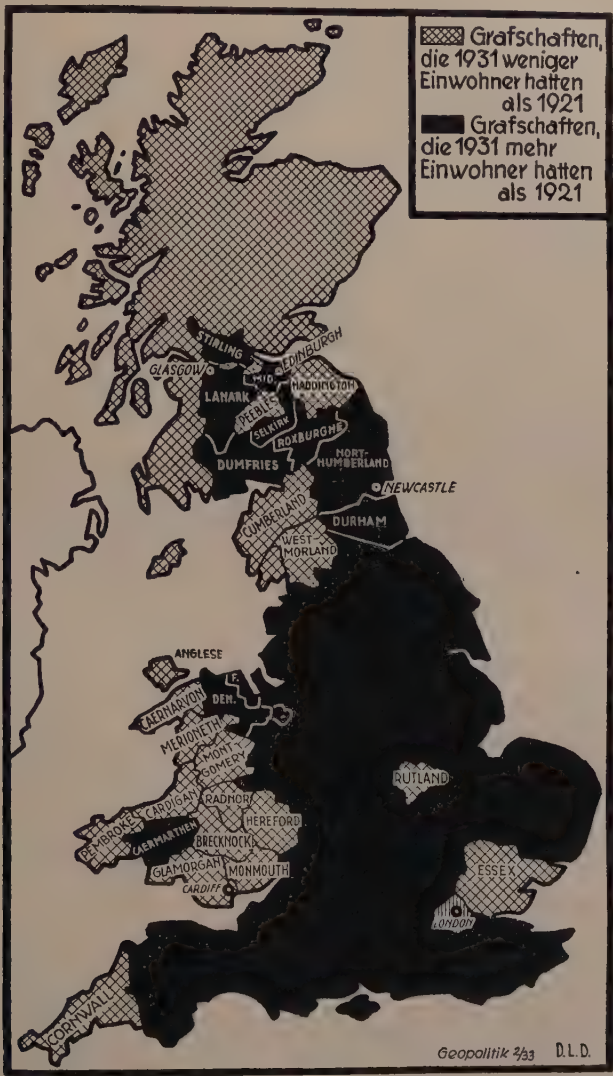 Grafschaften,
die 1931 weniger
Einwohner hatten
als 1921
Grafschaften,
die 1931 mehr
Einwohner hatten
als 1921
STIRLING
EDINBURGH
GLASGOW
MID.
HADDINGTOM
LANARK
PEEBLES
SELKIRK
ROXBURGHE
DUMFRIES
NORT-
HUMBERLAND
NEWCASTLE
CUMBERLAND
DURHAM
WEST-
MORLAND
ANGLESE
F.
DEN.
CAERNARVON
MERIONETH
MONT-
GOMERY
RUTLAND
CARDIGAN
RADNOR
PEMBROKE
HEREFORD
CAERMARTHEN
BRECKNOCK
GLAMORGAN
MONMOUTH
CARDIFF
ESSEX
LONDON
CORNWALL
Geopolitik 2/33 D.L.D.